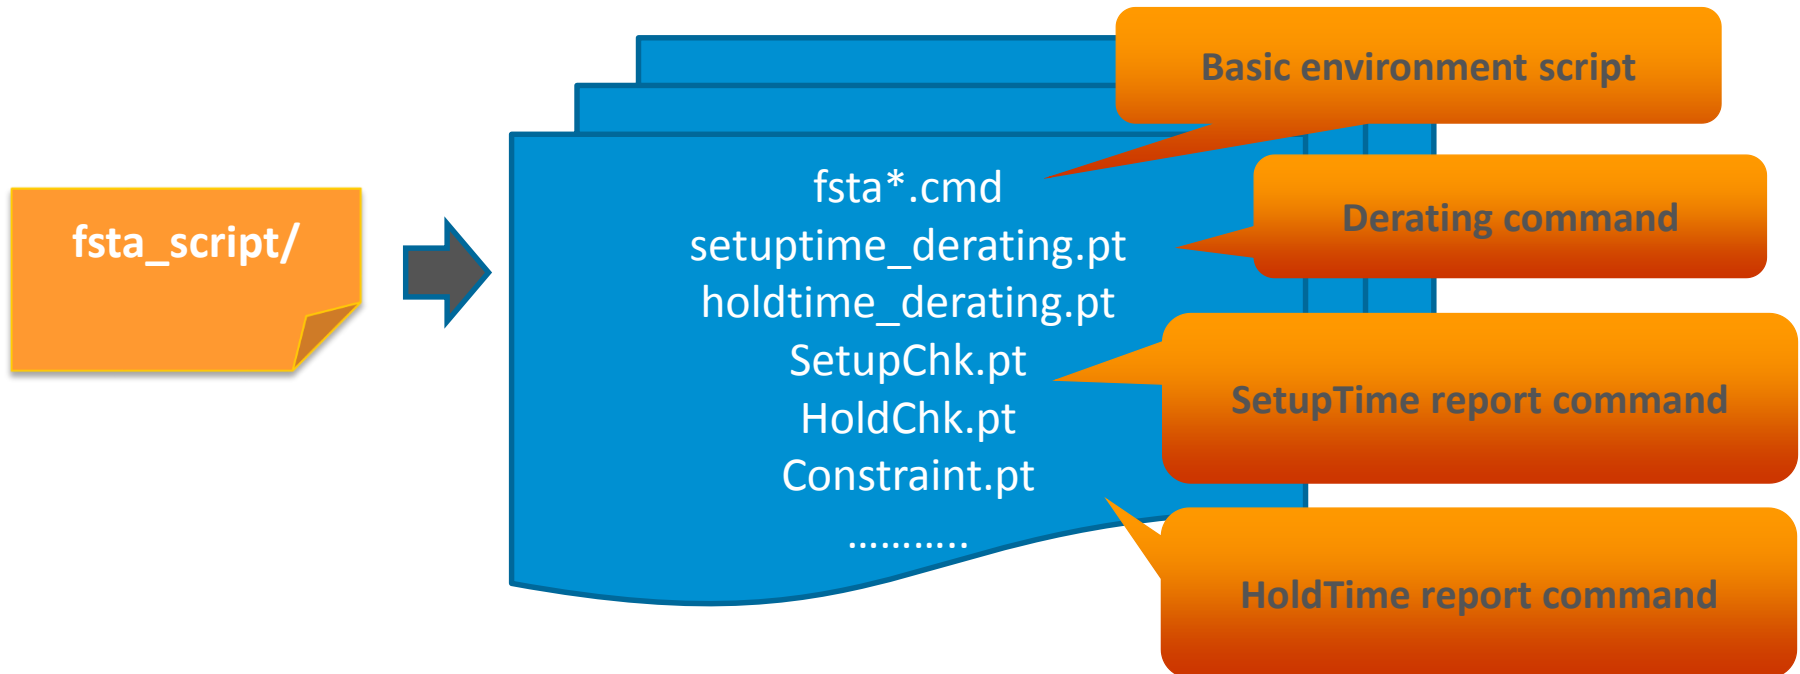 fsta_script/
fsta*.cmd
setuptime_derating.pt
holdtime_derating.pt
SetupChk.pt
HoldChk.pt
Constraint.pt
………..
Basic environment script
Derating command
SetupTime report command
HoldTime report command